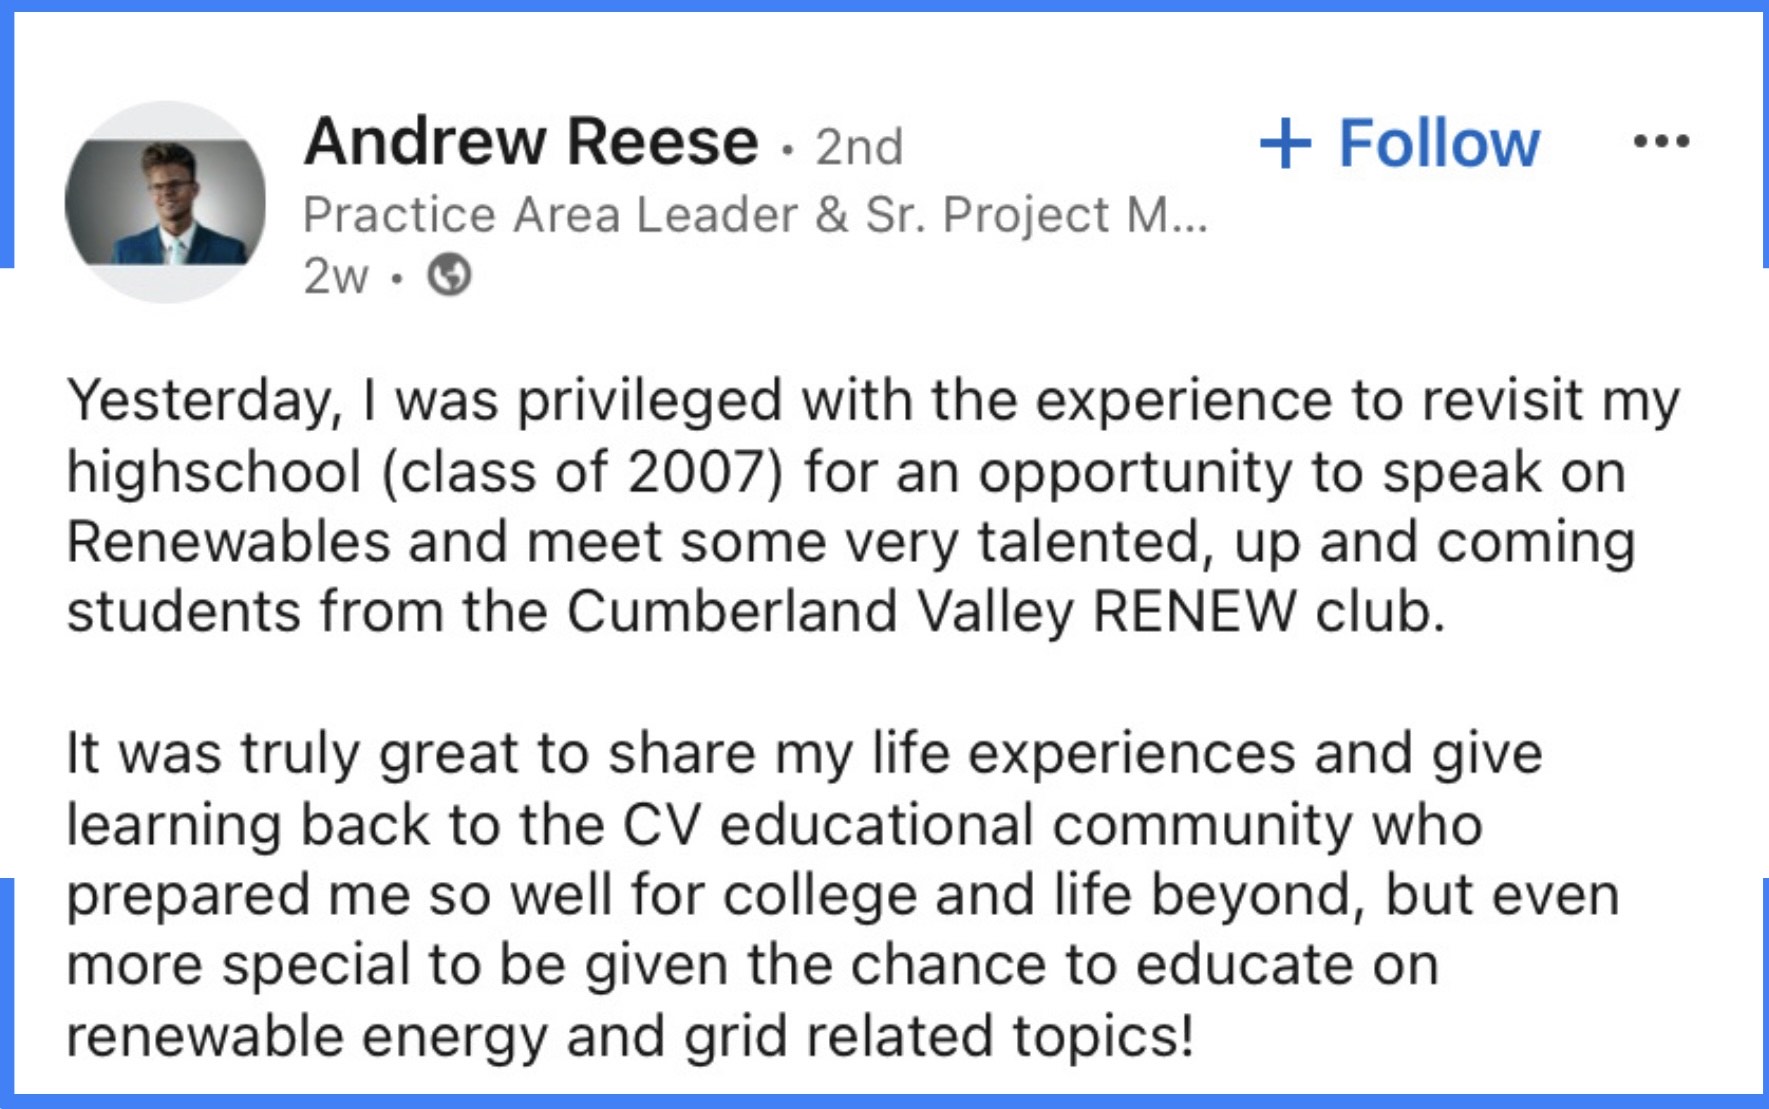 Andrew Reese · 2nd
+ Follow
...
Practice Area Leader & Sr. Project M...
2w ·
Yesterday, I was privileged with the experience to revisit my
highschool (class of 2007) for an opportunity to speak on
Renewables and meet some very talented, up and coming
students from the Cumberland Valley RENEW club.
It was truly great to share my life experiences and give
learning back to the CV educational community who
prepared me so well for college and life beyond, but even
more special to be given the chance to educate on
renewable energy and grid related topics!